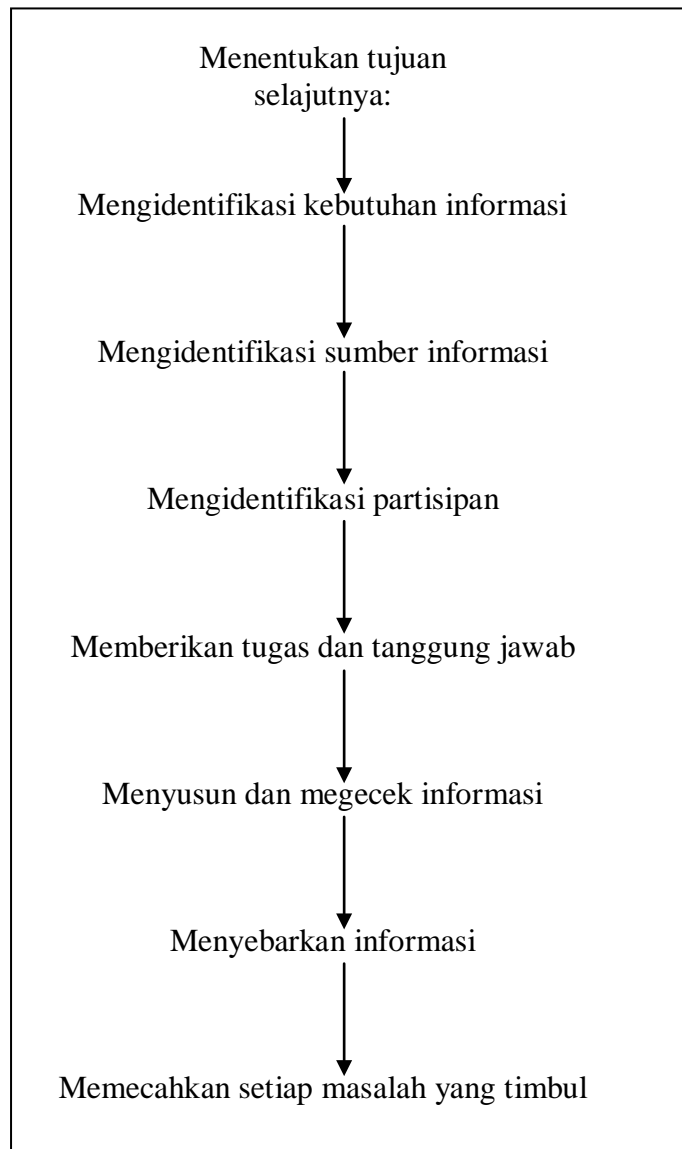 Menentukan tujuan
selajutnya:
Mengidentifikasi kebutuhan informasi
Mengidentifikasi sumber informasi
Mengidentifikasi partisipan
Memberikan tugas dan tanggung jawab
Menyusun dan megecek informasi
Menyebarkan informasi
Memecahkan setiap masalah yang timbul